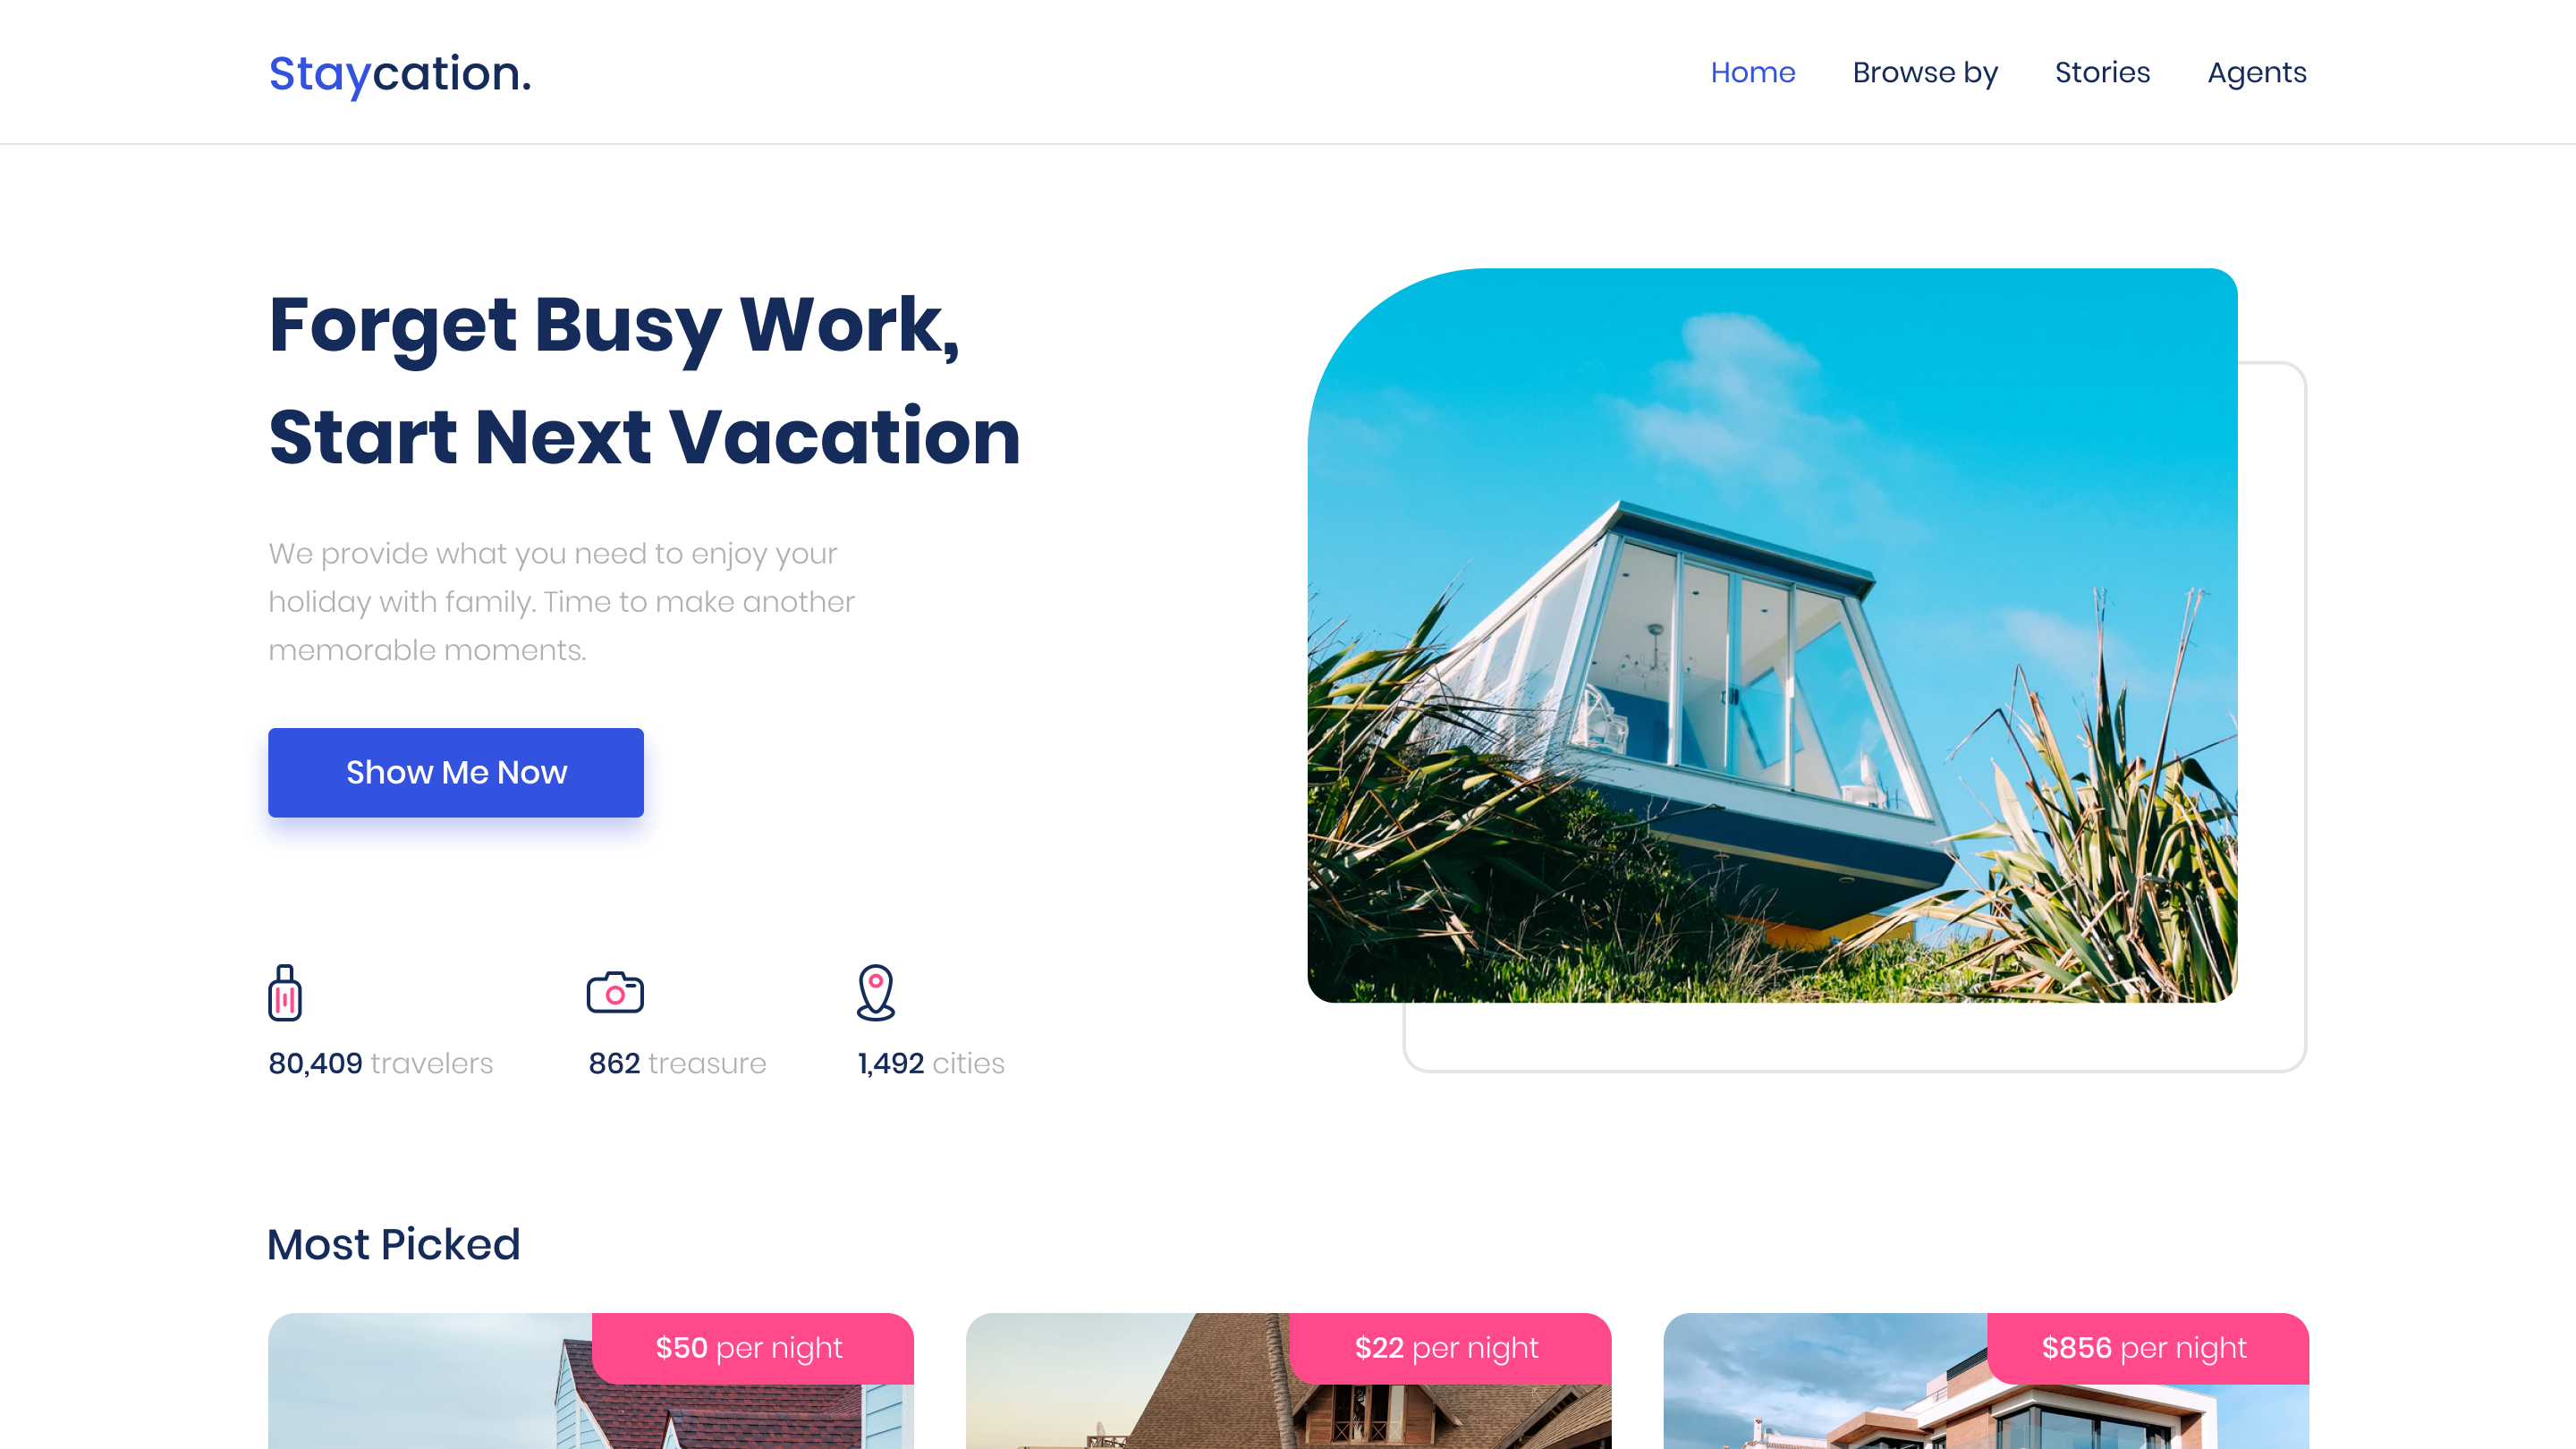 Staycation.
Home Browse by Stories Agents
Forget Busy Work,
Start Next Vacation
We provide what you need to enjoy your
holiday with family. Time to make another
memorable moments.
Show Me Now
80,409 travelers
862 treasure
1,492 cities
Most Picked
$50 per night
$22 per night
$856 per night